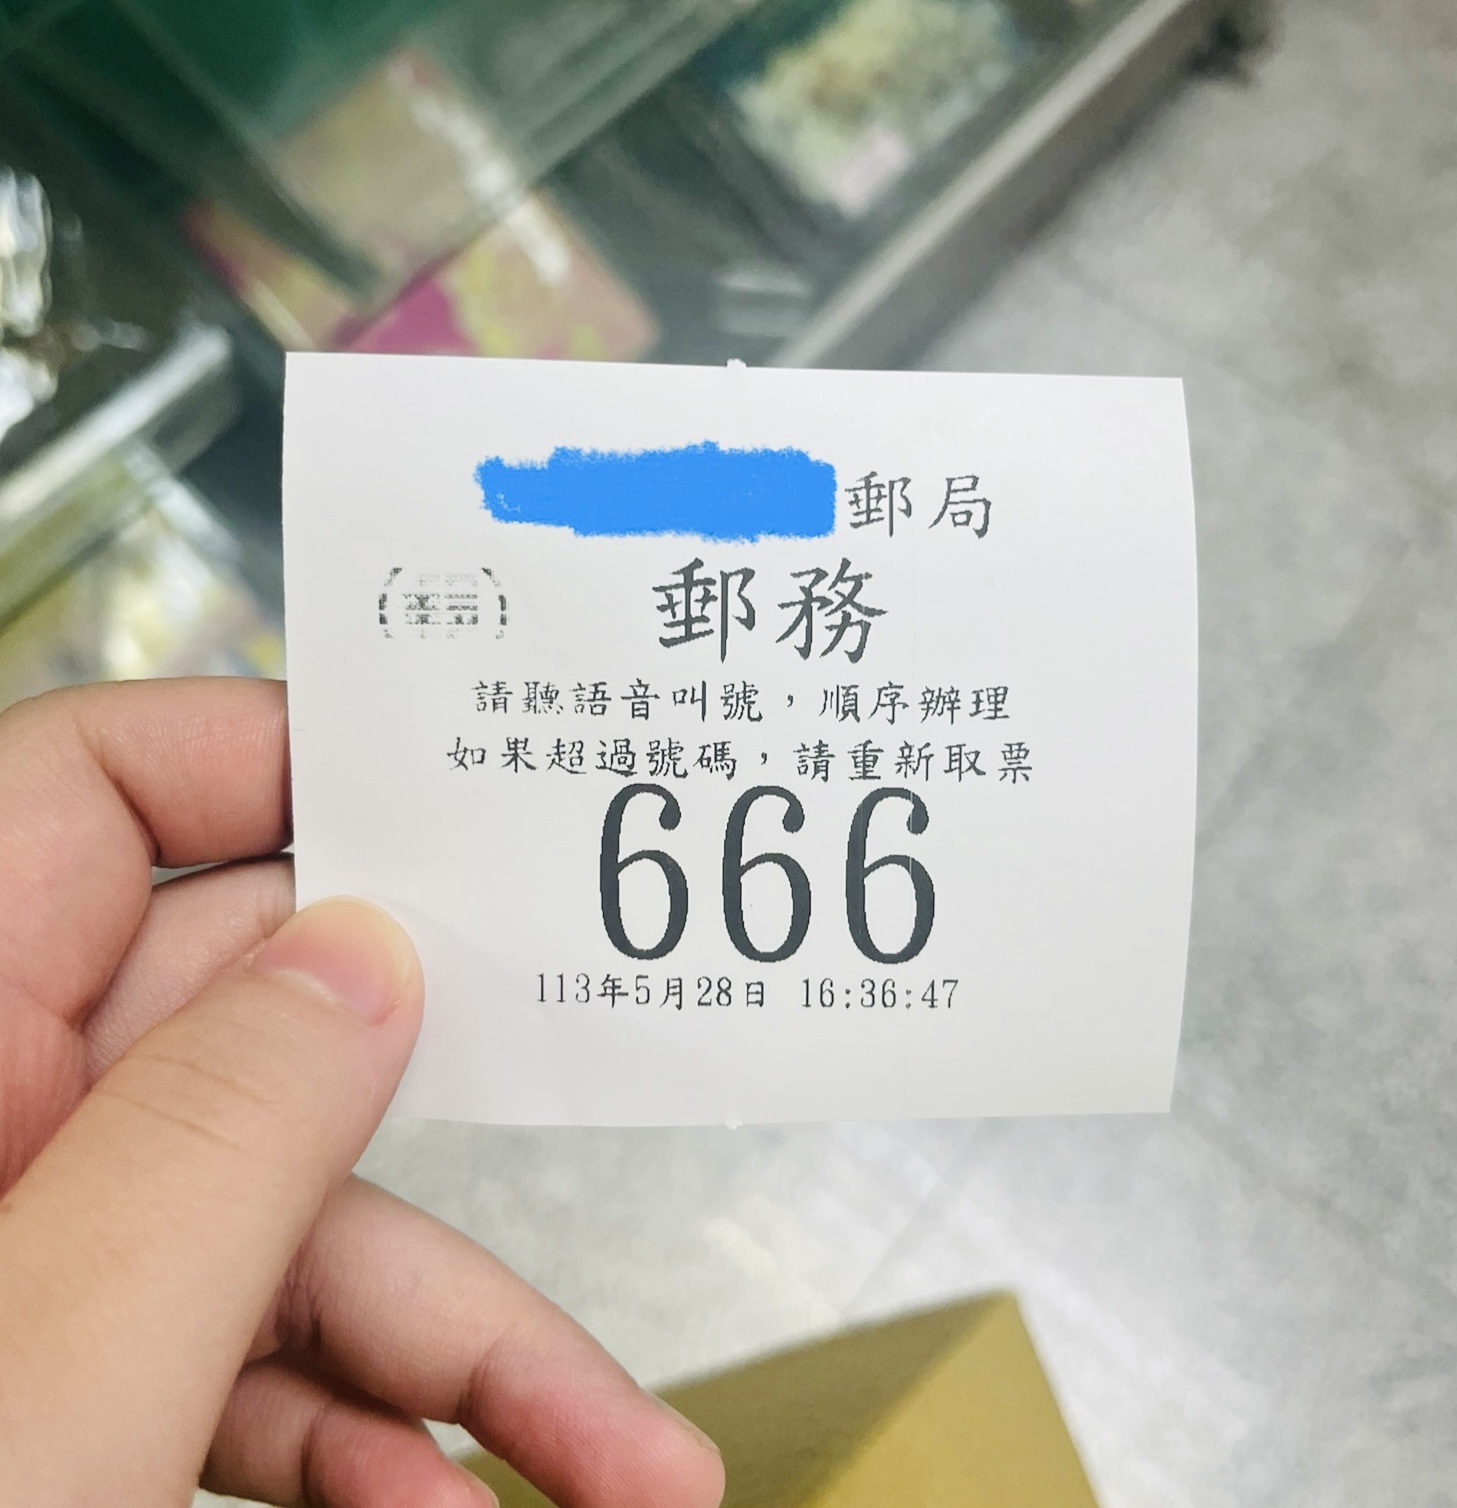 郵局
郵務
請聽語音叫號，順序辦理
如果超過號碼，請重新取票
666
113年5月28日 16:36:47